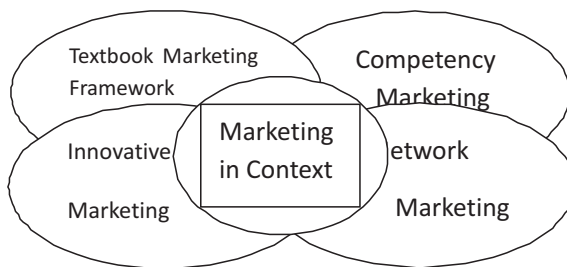 Textbook Marketing
Framework
Competency
Marketing
Marketing
in Context
Innovative
Marketing
etwork
Marketing